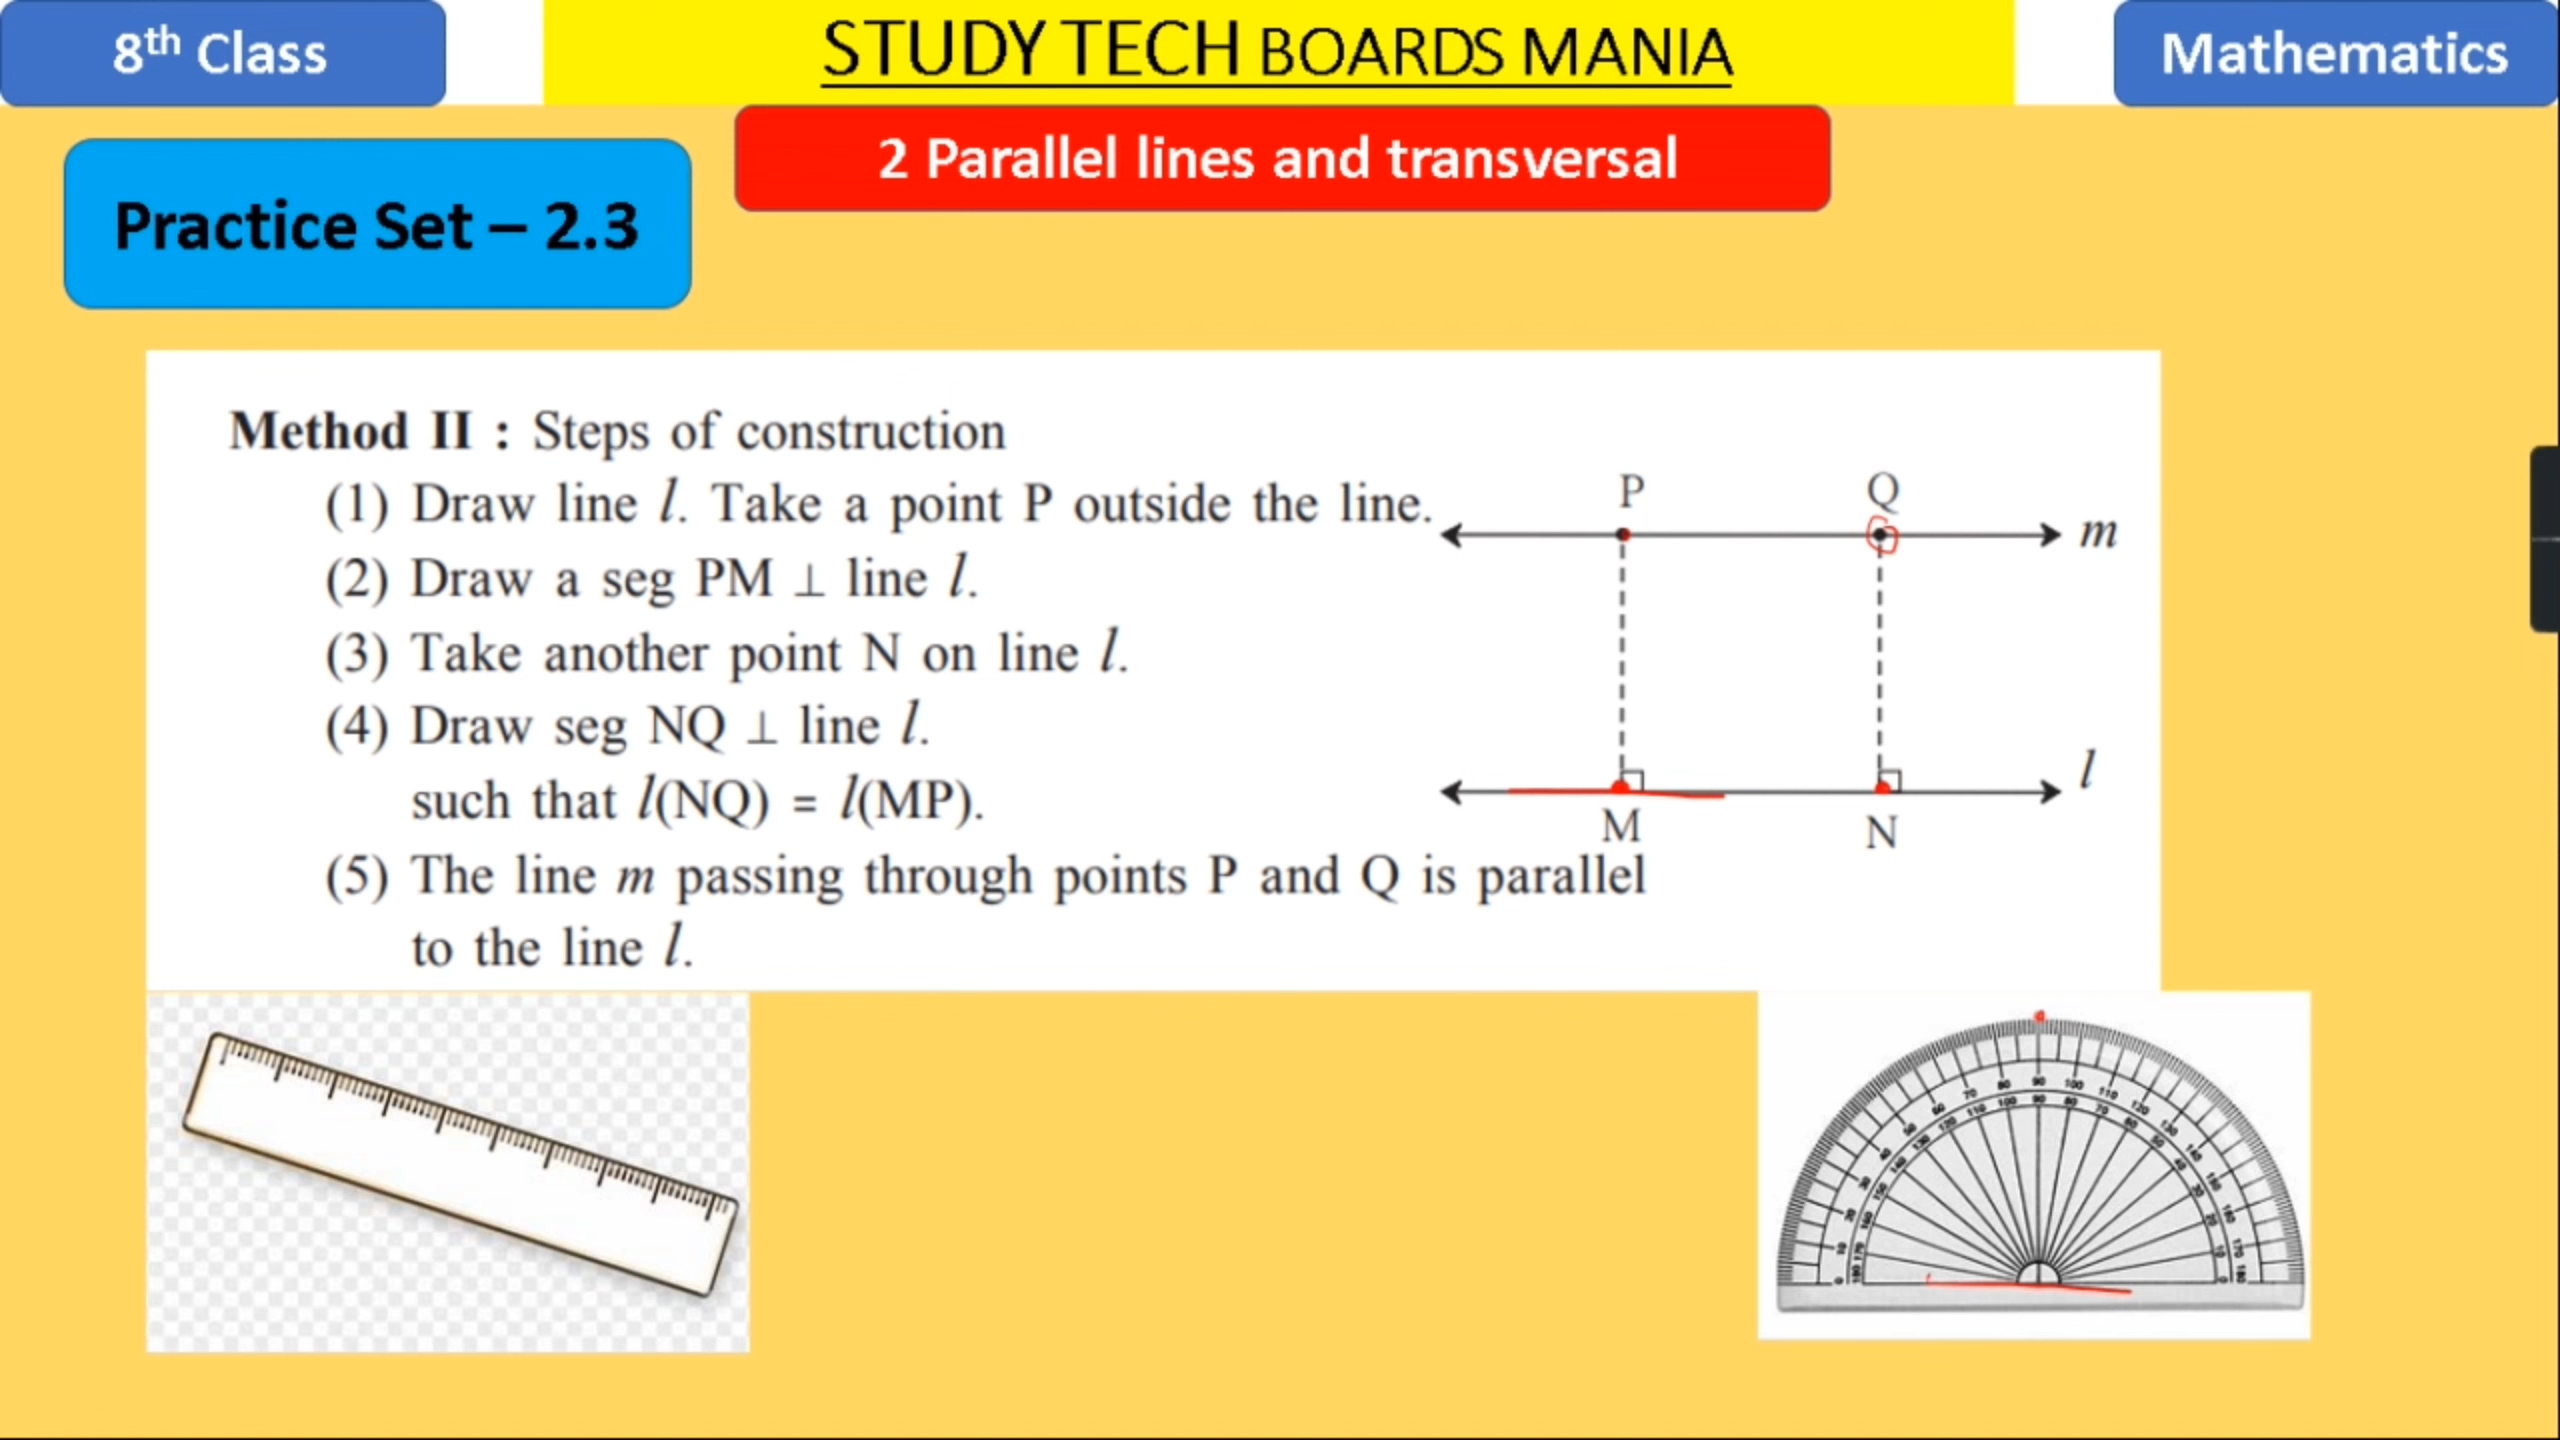 8th Class
STUDY TECH BOARDS MANIA
Mathematics
2 Parallel lines and transversal
Practice Set – 2.3
Method II : Steps of construction
(1) Draw line l. Take a point P outside the line.
(2) Draw a seg PM ⊥ line l.
(3) Take another point N on line l.
(4) Draw seg NQ ⊥ line l.
such that l(NQ) = l(MP).
(5) The line m passing through points P and Q is parallel
to the line l.
P Q
m
l
M N